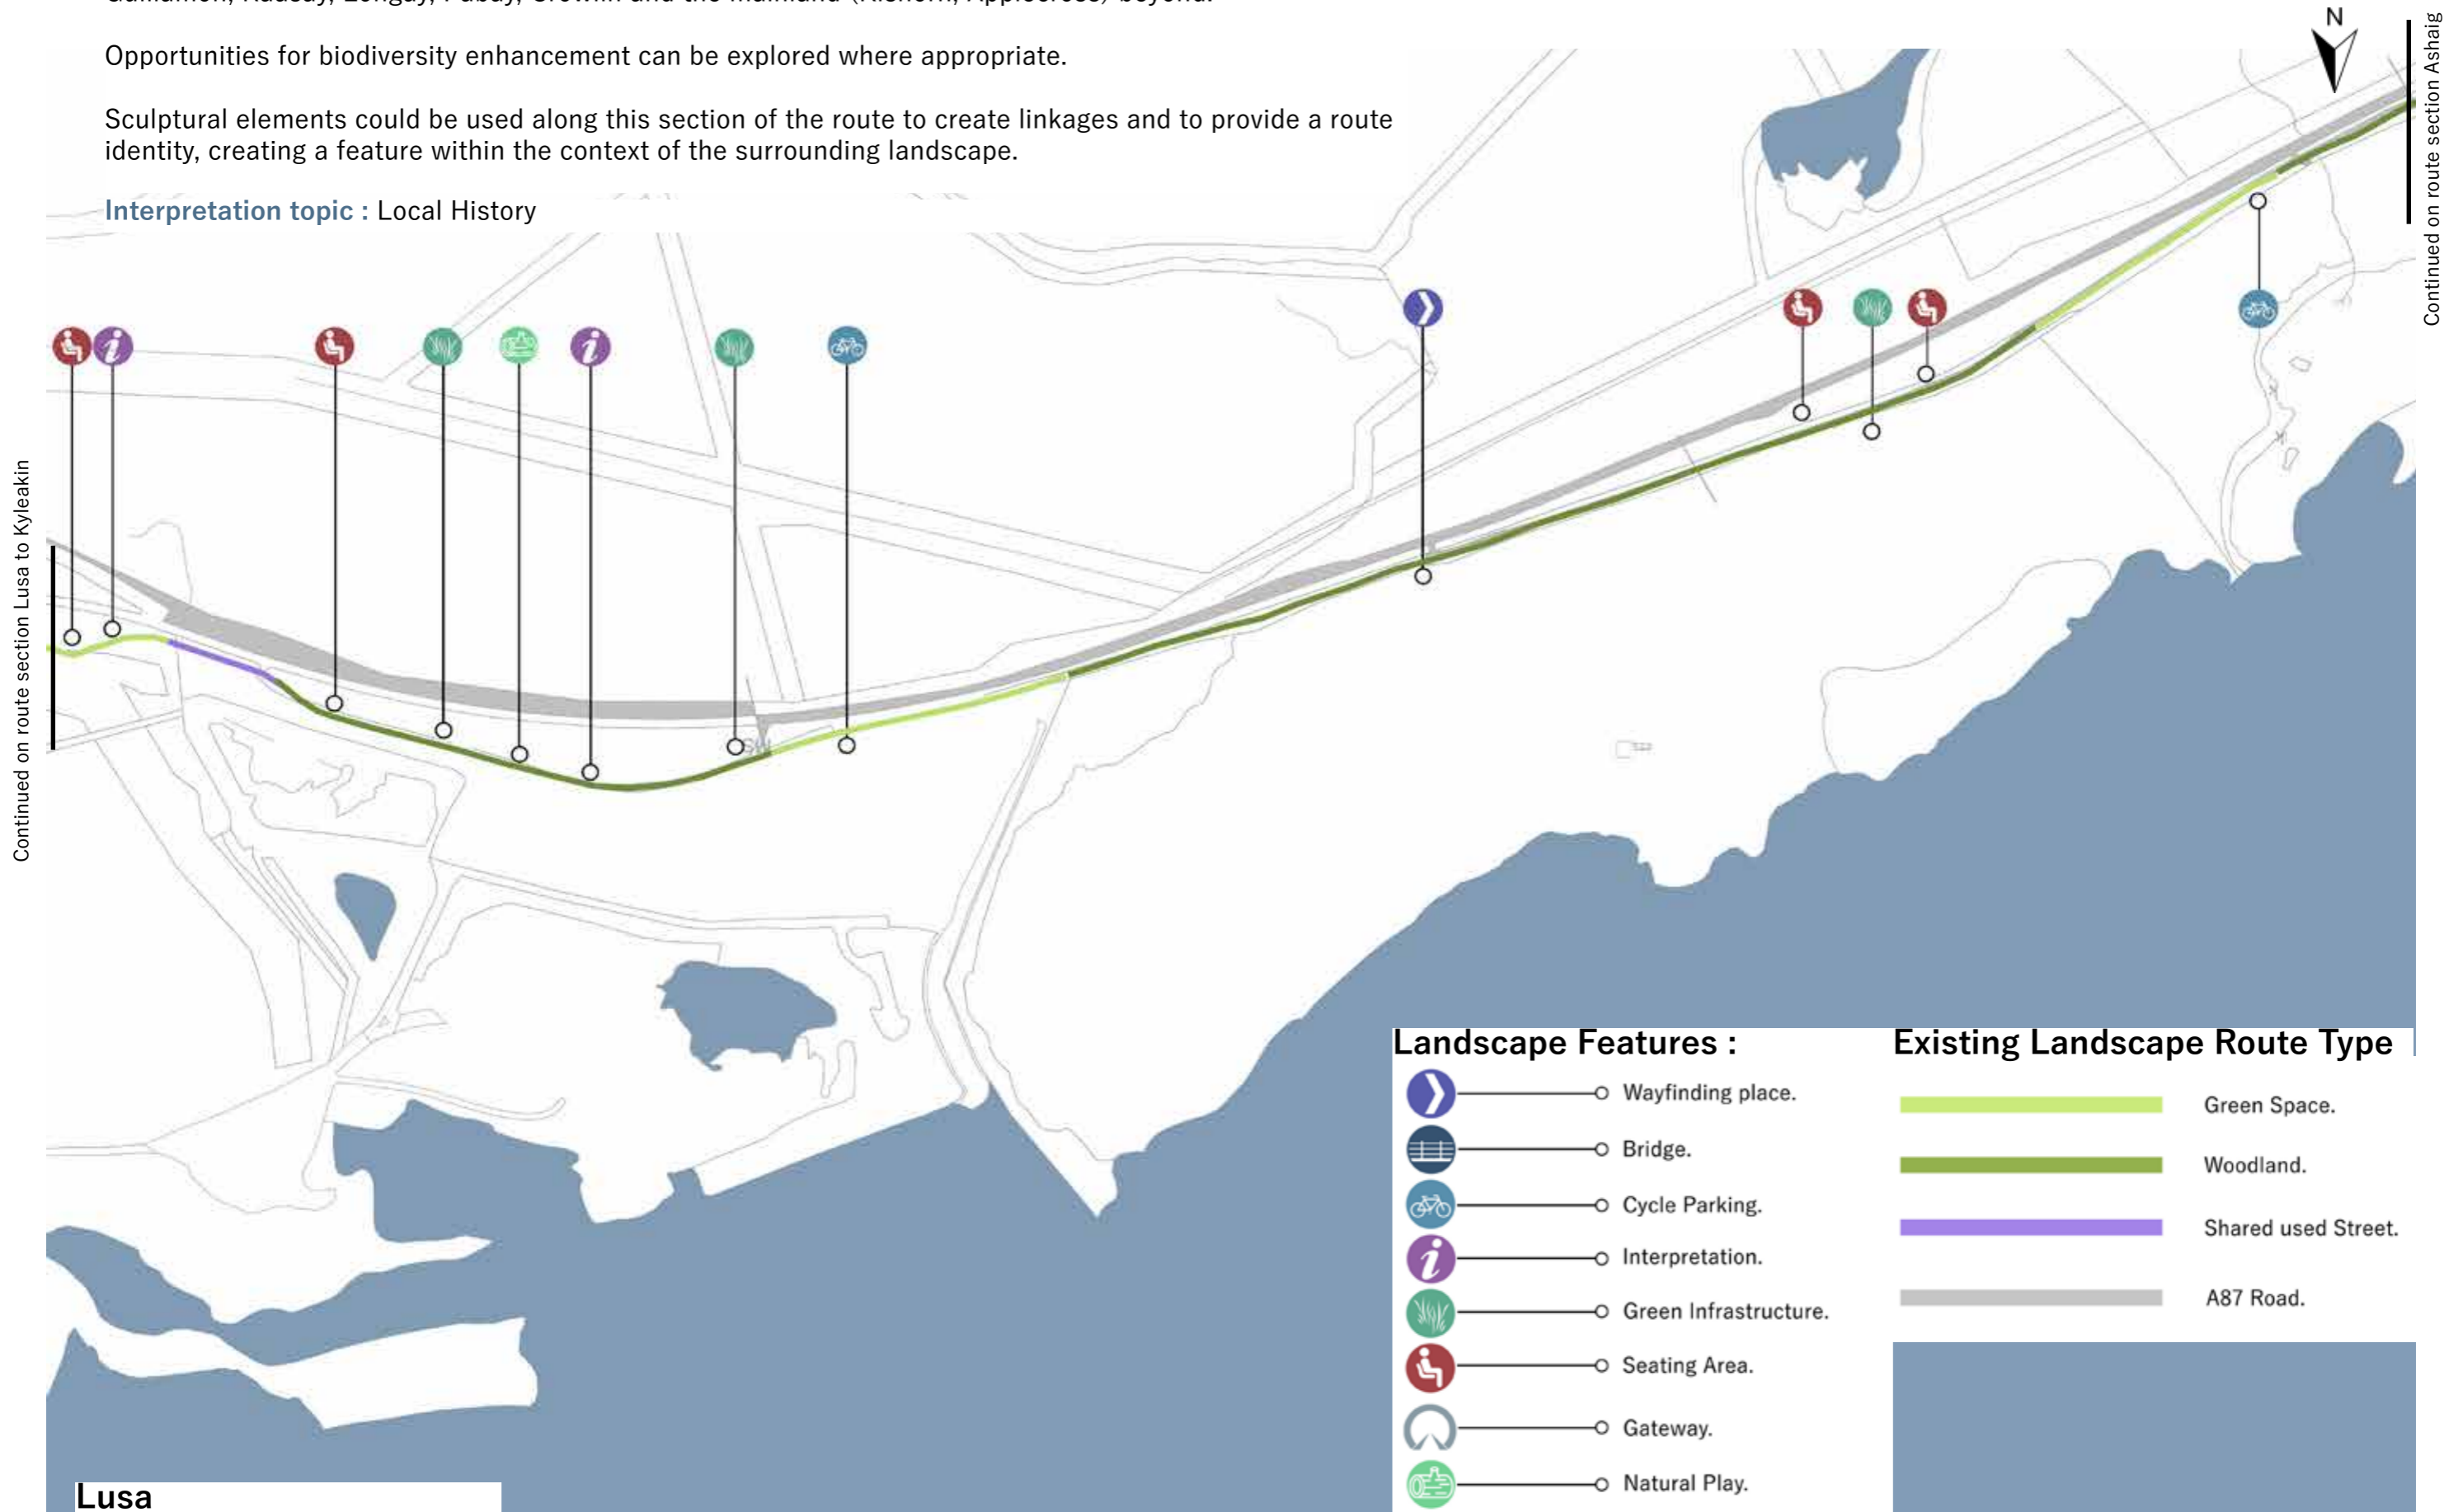 Opportunities for biodiversity enhancement can be explored where appropriate.
Sculptural elements could be used along this section of the route to create linkages and to provide a route
identity, creating a feature within the context of the surrounding landscape.
Interpretation topic : Local History
N
Continued on route section Ashaig
Continued on route section Lusa to Kyleakin
Landscape Features :
Wayfinding place.
Bridge.
Cycle Parking.
Interpretation.
Green Infrastructure.
Seating Area.
Gateway.
Natural Play.
Existing Landscape Route Type
Green Space.
Woodland.
Shared used Street.
A87 Road.
Lusa